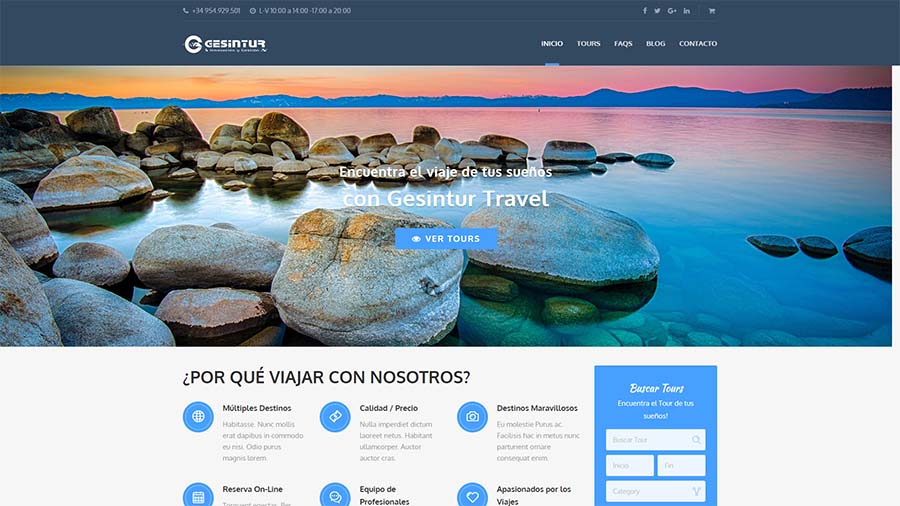 +34 954.929.501
L-V 10:00 a 14:00 -17:00 a 20:00
GESINTUR
INICIO TOURS FAQS BLOG CONTACTO
Encuentra el viaje de tus sueños
con Gesintur Travel
VER TOURS
¿POR QUÉ VIAJAR CON NOSOTROS?
Múltiples Destinos
Habitasse. Nunc mollis
erat dapibus in commodo
eu nisi, Odio purus
magnis lorem.
Calidad / Precio
Nulla imperdiet dictum
laoreet netus. Habitant
ullamcorper. Auctor
auctor cras.
Destinos Maravillosos
Eu molestie Purus ac.
Facilisis hac in metus nunc
parturient ornare
consequat enim.
Reserva On-Line
Torquent egestas. Per
Equipo de
Profesionales
Apasionados por los
Viajes
Buscar Tours
Encuentra el Tour de tus
sueños!
Buscar Tour
Inicio
Fin
Category